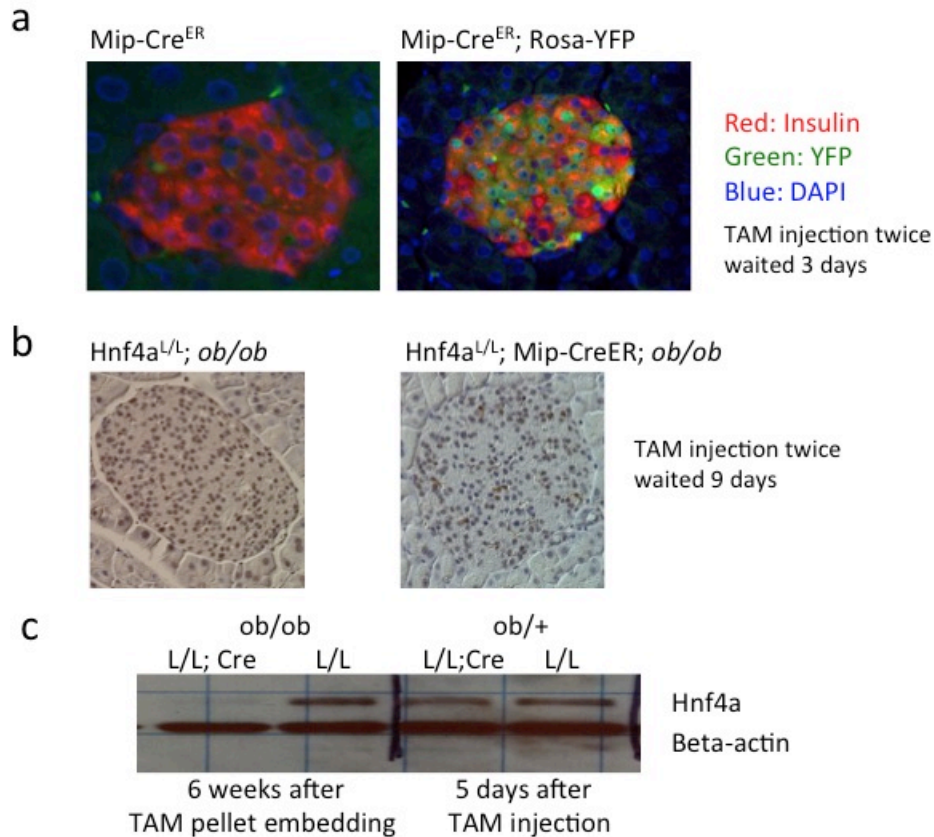 a
Mip-Cre^ER
Mip-Cre^ER; Rosa-YFP
Red: Insulin
Green: YFP
Blue: DAPI
TAM injection twice
waited 3 days
b
Hnf4a^L/L; ob/ob
Hnf4a^L/L; Mip-CreER; ob/ob
TAM injection twice
waited 9 days
c
ob/ob
ob/+
L/L; Cre
L/L
L/L;Cre
L/L
Hnf4a
Beta-actin
6 weeks after
TAM pellet embedding
5 days after
TAM injection